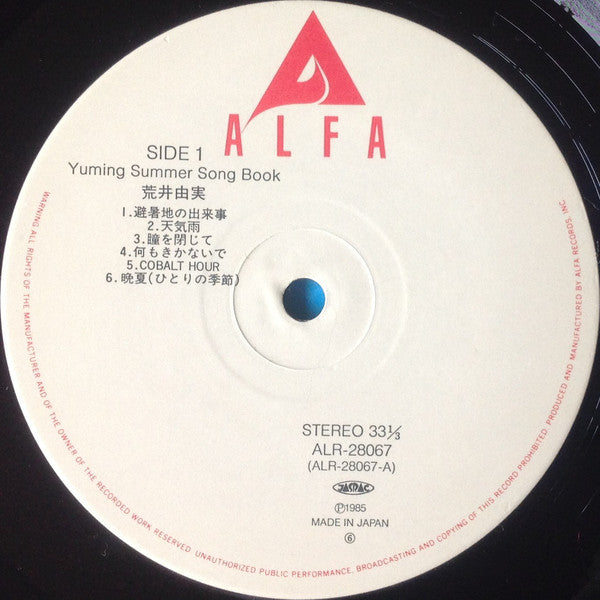 ALFA
SIDE 1
Yuming Summer Song Book
荒井由実
1.避暑地の出来事
2.天気雨
3.瞳を閉じて
4.何もきかないで
5.COBALT HOUR
6.晩夏(ひとりの季節)
STEREO 33 1/3
ALR-28067
(ALR-28067-A)
JASRAC
Ⓟ1985
MADE IN JAPAN
⑥
WARNING ALL RIGHTS OF THE MANUFACTURER AND OF THE OWNER OF THE RECORDED WORK RESERVED. UNAUTHORIZED PUBLIC PERFORMANCE, BROADCASTING AND COPYING OF THIS RECORD PROHIBITED. PRODUCED AND MANUFACTURED BY ALFA RECORDS, INC.